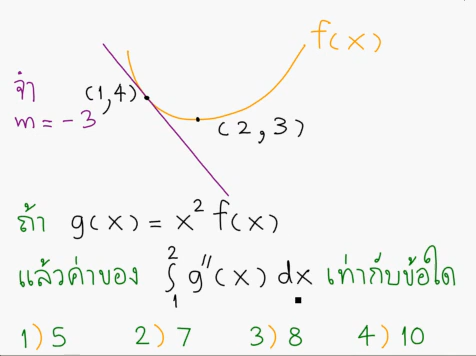 f(x)
(1,4)
จำ
m = -3
(2,3)
ถ้า g(x) = x² f(x)
แล้วค่าของ ∫₁² g″(x) dx เท่ากับข้อใด
1) 5 2) 7 3) 8 4) 10